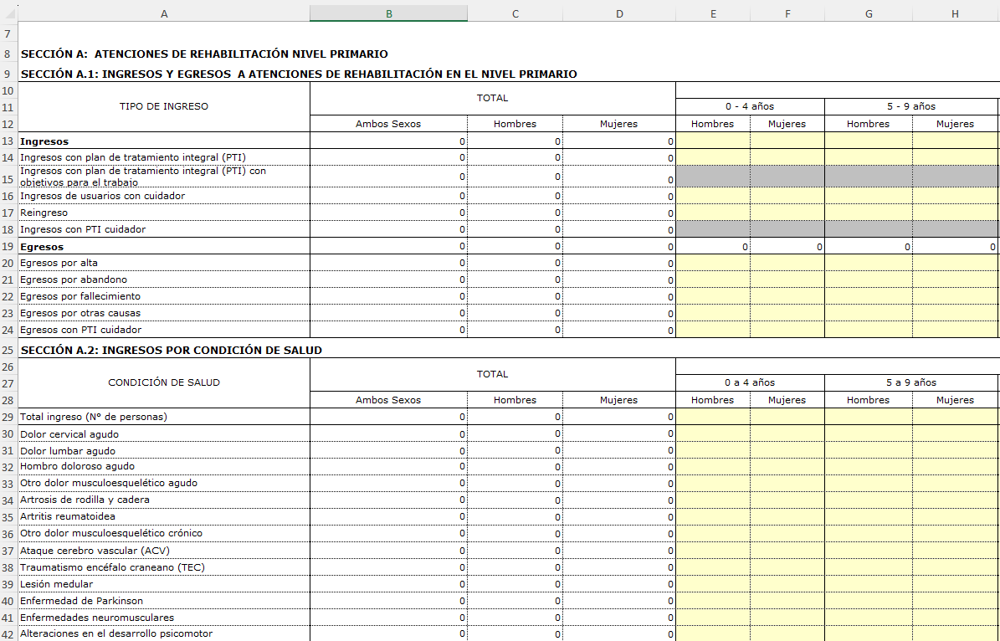 A B C D E F G H
7
8 SECCIÓN A:  ATENCIONES DE REHABILITACIÓN NIVEL PRIMARIO
9 SECCIÓN A.1: INGRESOS Y EGRESOS  A ATENCIONES DE REHABILITACIÓN EN EL NIVEL PRIMARIO
10
TIPO DE INGRESO TOTAL
11 0 - 4 años 5 - 9 años
12 Ambos Sexos Hombres Mujeres Hombres Mujeres Hombres Mujeres
13 Ingresos 0 0 0
14 Ingresos con plan de tratamiento integral (PTI) 0 0 0
Ingresos con plan de tratamiento integral (PTI) con
15 objetivos para el trabajo 0 0 0
16 Ingresos de usuarios con cuidador 0 0 0
17 Reingreso 0 0 0
18 Ingresos con PTI cuidador 0 0 0
19 Egresos 0 0 0 0 0 0 0
20 Egresos por alta 0 0 0
21 Egresos por abandono 0 0 0
22 Egresos por fallecimiento 0 0 0
23 Egresos por otras causas 0 0 0
24 Egresos con PTI cuidador 0 0 0
25 SECCIÓN A.2: INGRESOS POR CONDICIÓN DE SALUD
26
CONDICIÓN DE SALUD TOTAL
27 0 a 4 años 5 a 9 años
28 Ambos Sexos Hombres Mujeres Hombres Mujeres Hombres Mujeres
29 Total ingreso (N° de personas) 0 0 0
30 Dolor cervical agudo 0 0 0
31 Dolor lumbar agudo 0 0 0
32 Hombro doloroso agudo 0 0 0
33 Otro dolor musculoesquelético agudo 0 0 0
34 Artrosis de rodilla y cadera 0 0 0
35 Artritis reumatoidea 0 0 0
36 Otro dolor musculoesquelético crónico 0 0 0
37 Ataque cerebro vascular (ACV) 0 0 0
38 Traumatismo encéfalo craneano (TEC) 0 0 0
39 Lesión medular 0 0 0
40 Enfermedad de Parkinson 0 0 0
41 Enfermedades neuromusculares 0 0 0
42 Alteraciones en el desarrollo psicomotor 0 0 0